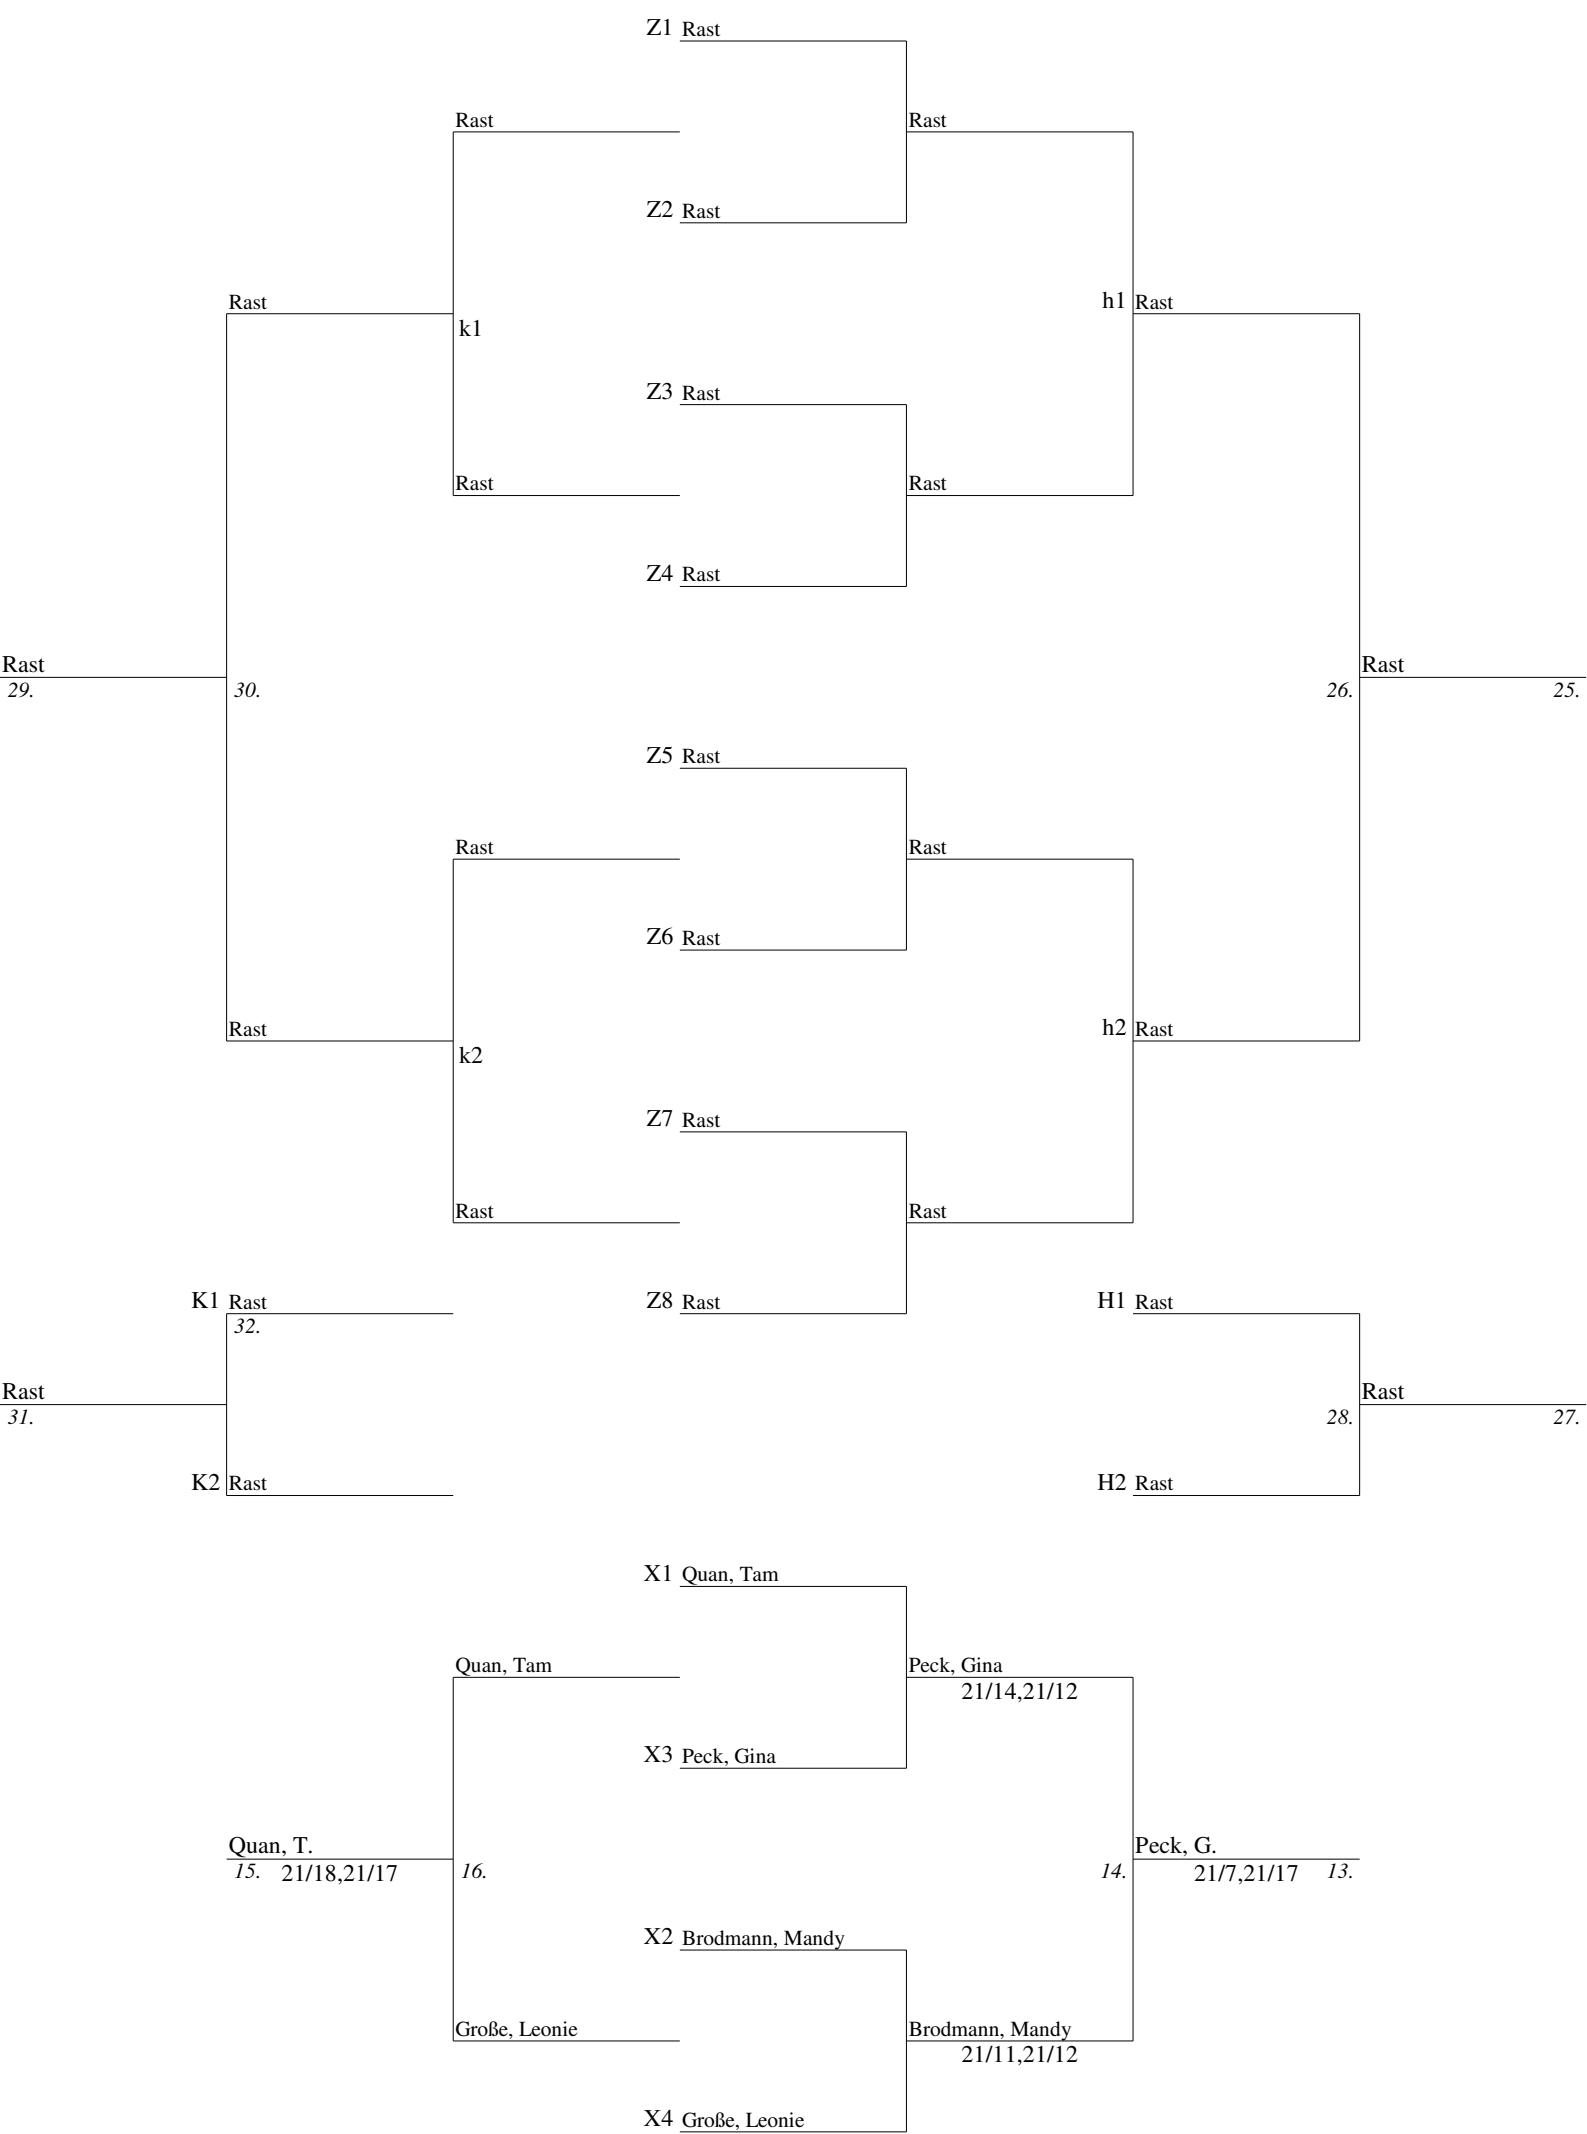 Z1 Rast
Rast Rast
Z2 Rast
Rast h1 Rast
k1
Z3 Rast
Rast Rast
Z4 Rast
Rast Rast
29. 30. 26. 25.
Z5 Rast
Rast Rast
Z6 Rast
Rast h2 Rast
k2
Z7 Rast
Rast Rast
K1 Rast Z8 Rast H1 Rast
32.
Rast Rast
31. 28. 27.
K2 Rast H2 Rast
X1 Quan, Tam
Quan, Tam Peck, Gina
21/14,21/12
X3 Peck, Gina
Quan, T. Peck, G.
15. 21/18,21/17 16. 14. 21/7,21/17 13.
X2 Brodmann, Mandy
Große, Leonie Brodmann, Mandy
21/11,21/12
X4 Große, Leonie